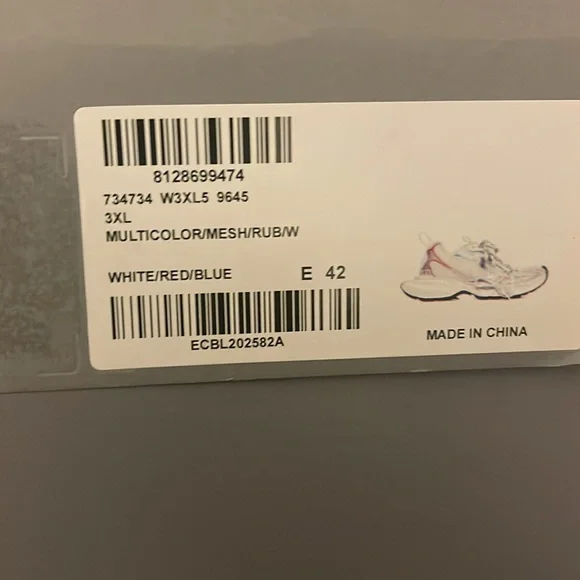 8128699474
734734 W3XL5 9645
3XL
MULTICOLOR/MESH/RUB/W
WHITE/RED/BLUE E 42
ECBL202582A
MADE IN CHINA